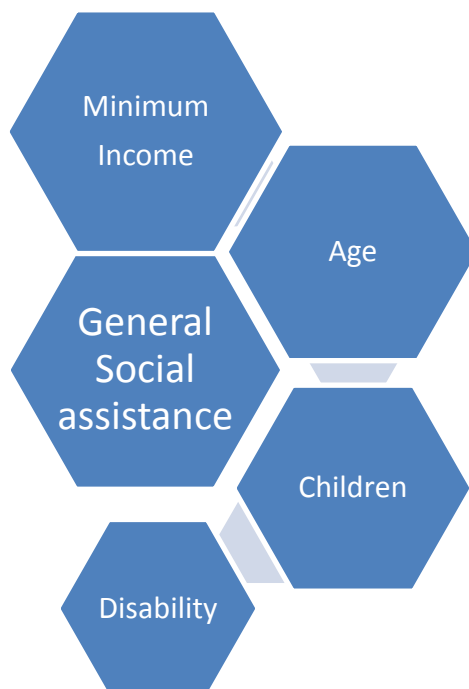 Minimum
Income
Age
General
Social
assistance
Children
Disability